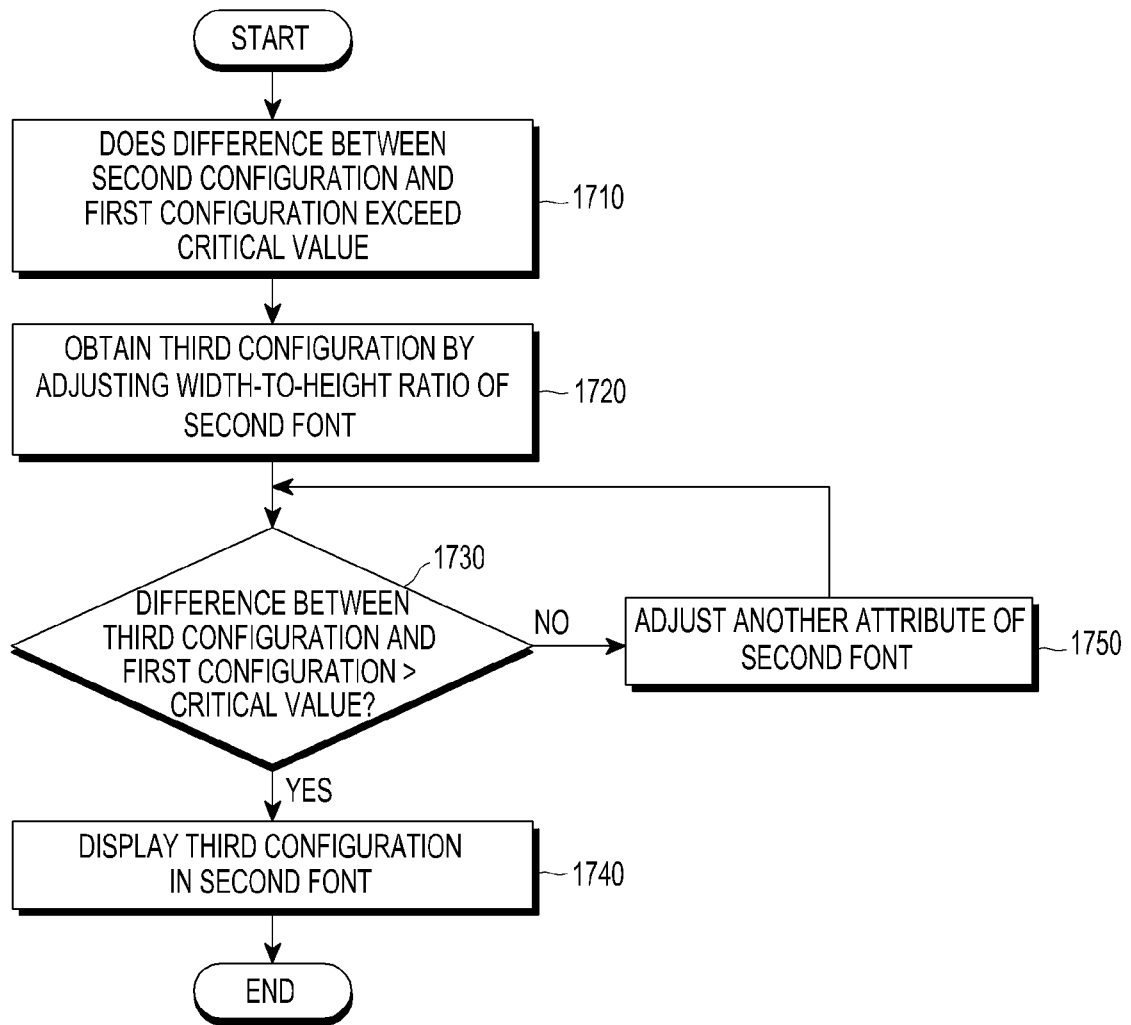 START
DOES DIFFERENCE BETWEEN
SECOND CONFIGURATION AND
FIRST CONFIGURATION EXCEED
CRITICAL VALUE
1710
OBTAIN THIRD CONFIGURATION BY
ADJUSTING WIDTH-TO-HEIGHT RATIO OF
SECOND FONT
1720
1730
DIFFERENCE BETWEEN
THIRD CONFIGURATION AND
FIRST CONFIGURATION >
CRITICAL VALUE?
NO
ADJUST ANOTHER ATTRIBUTE OF
SECOND FONT
1750
YES
DISPLAY THIRD CONFIGURATION
IN SECOND FONT
1740
END